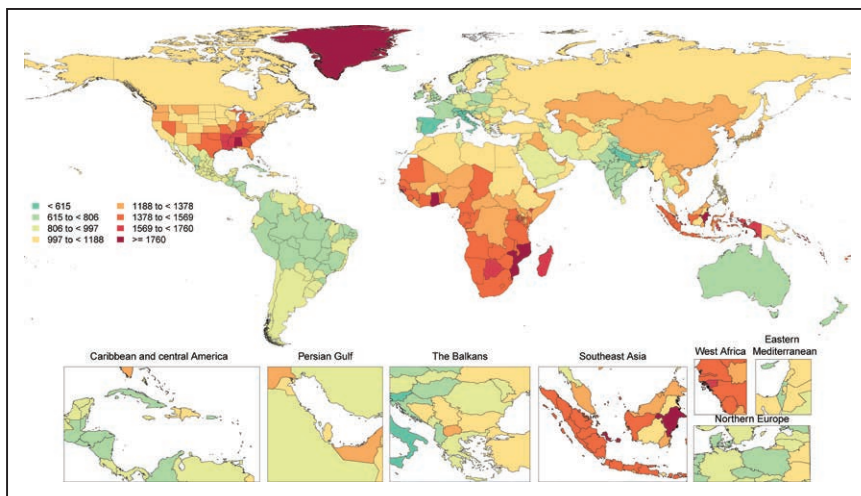 < 615
615 to < 806
806 to < 997
997 to < 1188
1188 to < 1378
1378 to < 1569
1569 to < 1760
>= 1760
Caribbean and central America
Persian Gulf
The Balkans
Southeast Asia
West Africa
Eastern
Mediterranean
Northern Europe